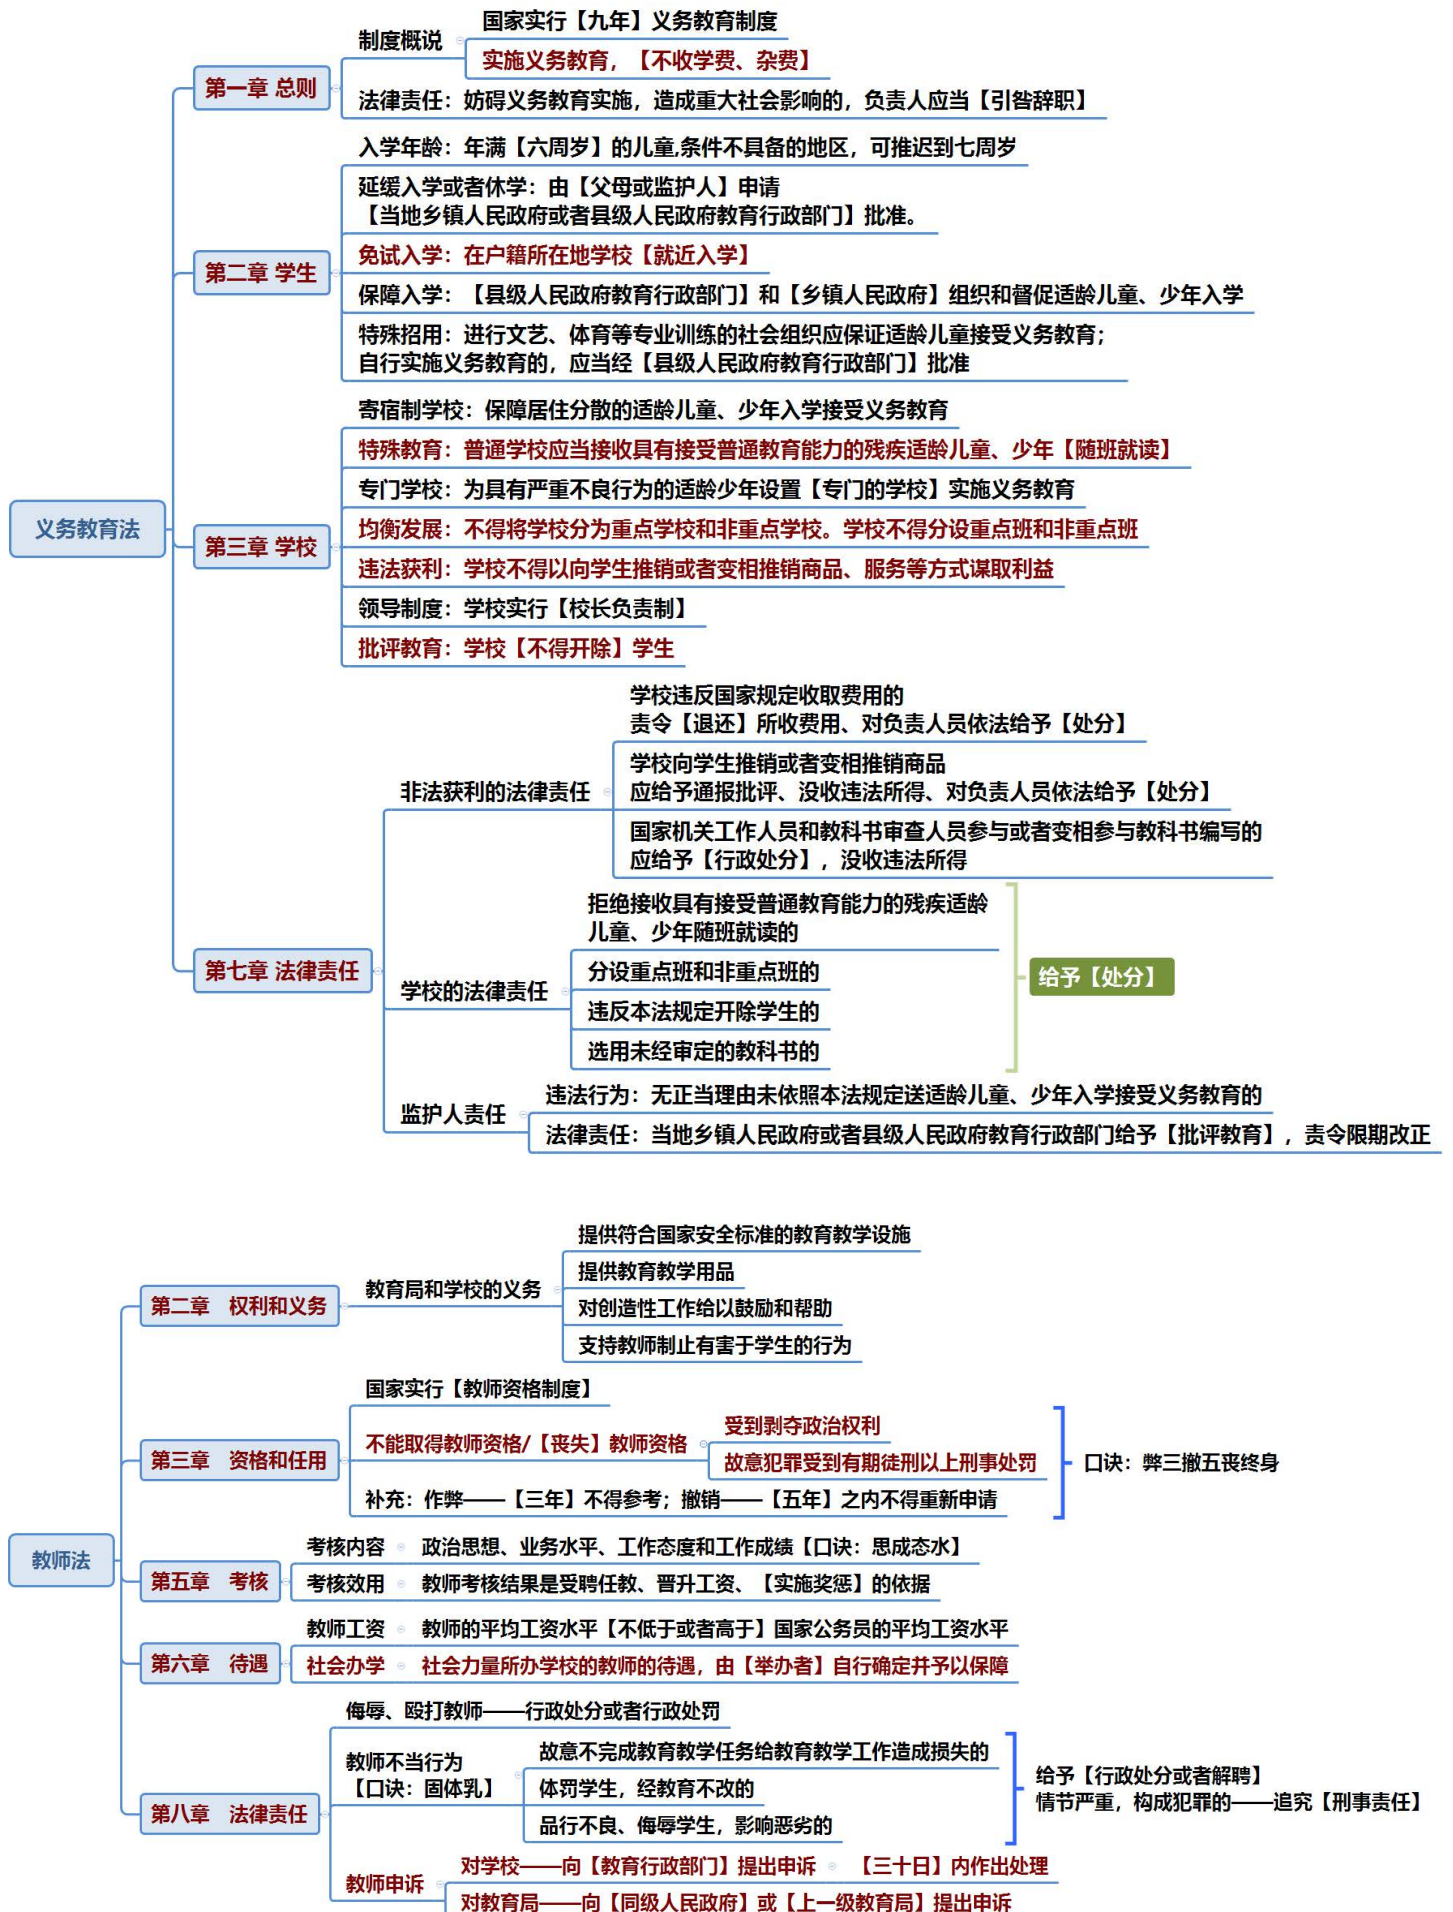 义务教育法
第一章 总则
制度概说
国家实行【九年】义务教育制度
实施义务教育，【不收学费、杂费】
法律责任：妨碍义务教育实施，造成重大社会影响的，负责人应当【引咎辞职】
第二章 学生
入学年龄：年满【六周岁】的儿童,条件不具备的地区，可推迟到七周岁
延缓入学或者休学：由【父母或监护人】申请
【当地乡镇人民政府或者县级人民政府教育行政部门】批准。
免试入学：在户籍所在地学校【就近入学】
保障入学：【县级人民政府教育行政部门】和【乡镇人民政府】组织和督促适龄儿童、少年入学
特殊招用：进行文艺、体育等专业训练的社会组织应保证适龄儿童接受义务教育；
自行实施义务教育的，应当经【县级人民政府教育行政部门】批准
第三章 学校
寄宿制学校：保障居住分散的适龄儿童、少年入学接受义务教育
特殊教育：普通学校应当接收具有接受普通教育能力的残疾适龄儿童、少年【随班就读】
专门学校：为具有严重不良行为的适龄少年设置【专门的学校】实施义务教育
均衡发展：不得将学校分为重点学校和非重点学校。学校不得分设重点班和非重点班
违法获利：学校不得以向学生推销或者变相推销商品、服务等方式谋取利益
领导制度：学校实行【校长负责制】
批评教育：学校【不得开除】学生
第七章 法律责任
非法获利的法律责任
学校违反国家规定收取费用的
责令【退还】所收费用、对负责人员依法给予【处分】
学校向学生推销或者变相推销商品
应给予通报批评、没收违法所得、对负责人员依法给予【处分】
国家机关工作人员和教科书审查人员参与或者变相参与教科书编写的
应给予【行政处分】，没收违法所得
学校的法律责任
拒绝接收具有接受普通教育能力的残疾适龄
儿童、少年随班就读的
分设重点班和非重点班的
违反本法规定开除学生的
选用未经审定的教科书的
给予【处分】
监护人责任
违法行为：无正当理由未依照本法规定送适龄儿童、少年入学接受义务教育的
法律责任：当地乡镇人民政府或者县级人民政府教育行政部门给予【批评教育】，责令限期改正
教师法
第二章 权利和义务
教育局和学校的义务
提供符合国家安全标准的教育教学设施
提供教育教学用品
对创造性工作给以鼓励和帮助
支持教师制止有害于学生的行为
第三章 资格和任用
国家实行【教师资格制度】
不能取得教师资格/【丧失】教师资格
受到剥夺政治权利
故意犯罪受到有期徒刑以上刑事处罚
补充：作弊——【三年】不得参考；撤销——【五年】之内不得重新申请
口诀：弊三撤五丧终身
第五章 考核
考核内容
政治思想、业务水平、工作态度和工作成绩【口诀：思成态水】
考核效用
教师考核结果是受聘任教、晋升工资、【实施奖惩】的依据
第六章 待遇
教师工资
教师的平均工资水平【不低于或者高于】国家公务员的平均工资水平
社会办学
社会力量所办学校的教师的待遇，由【举办者】自行确定并予以保障
第八章 法律责任
侮辱、殴打教师——行政处分或者行政处罚
教师不当行为
【口诀：固体乳】
故意不完成教育教学任务给教育教学工作造成损失的
体罚学生，经教育不改的
品行不良、侮辱学生，影响恶劣的
给予【行政处分或者解聘】
情节严重，构成犯罪的——追究【刑事责任】
教师申诉
对学校——向【教育行政部门】提出申诉
【三十日】内作出处理
对教育局——向【同级人民政府】或【上一级教育局】提出申诉